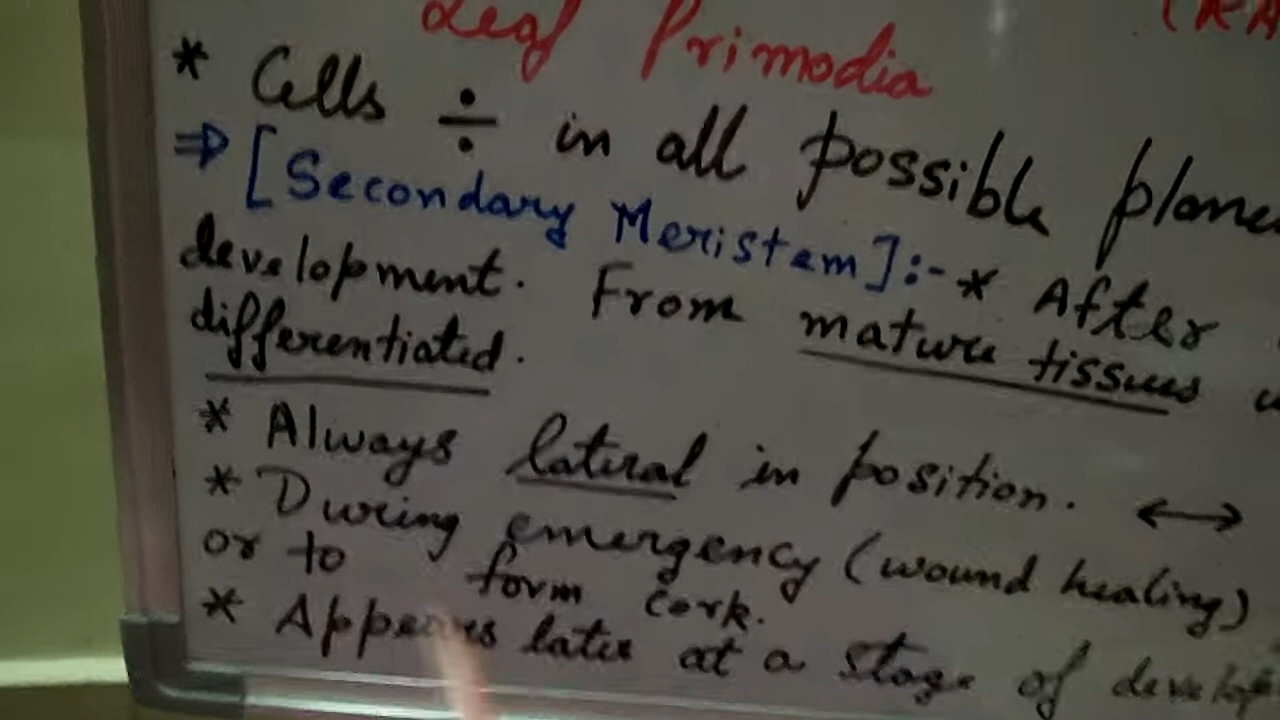 Leaf Primodia
* Cells ÷ in all possible
⇒ [Secondary Meristem]:- * After
development. From mature tissues
differentiated.
* Always lateral in position. ↔
* During emergency (wound healing)
or to form cork.
* Appears later at a stage of